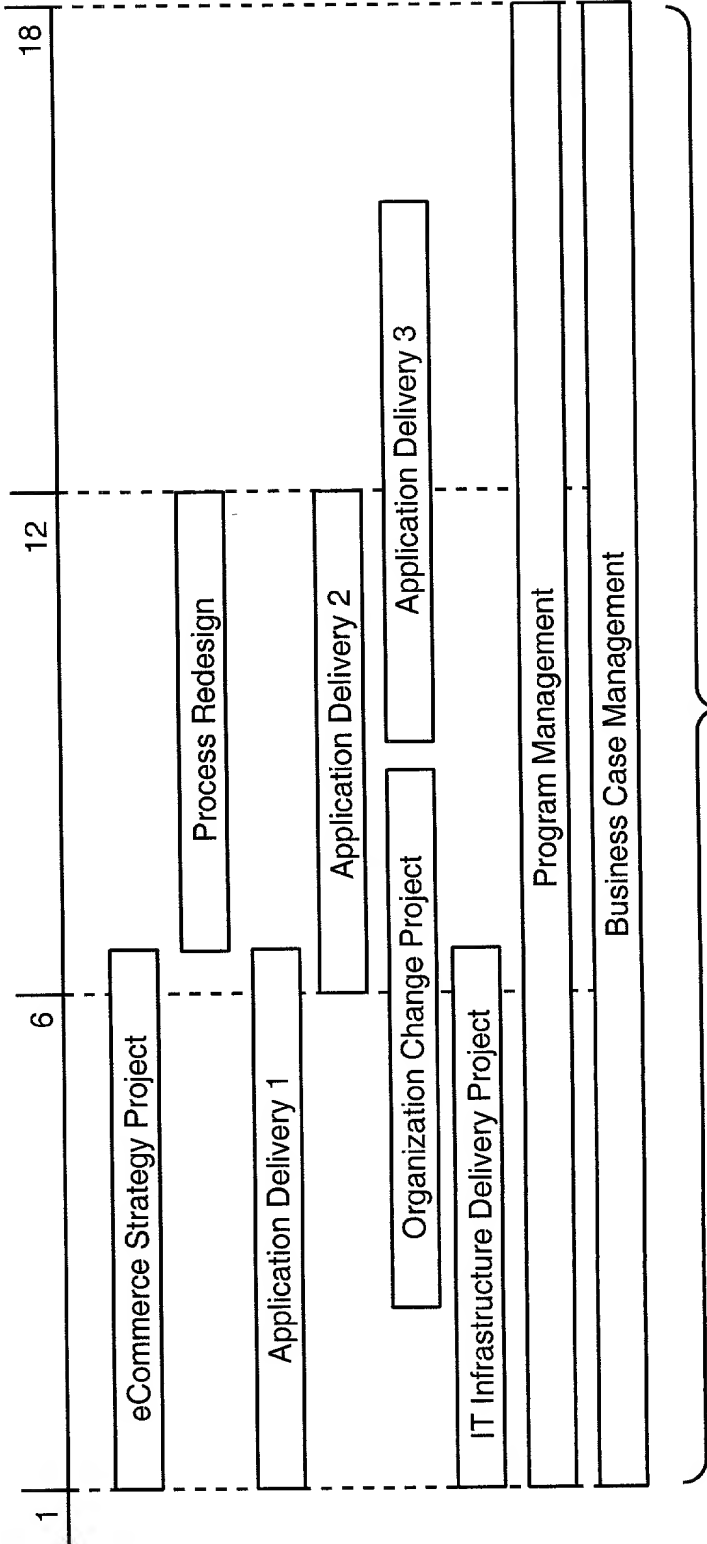 1
6
12
18
eCommerce Strategy Project
Process Redesign
Application Delivery 1
Application Delivery 2
Organization Change Project
Application Delivery 3
IT Infrastructure Delivery Project
Program Management
Business Case Management